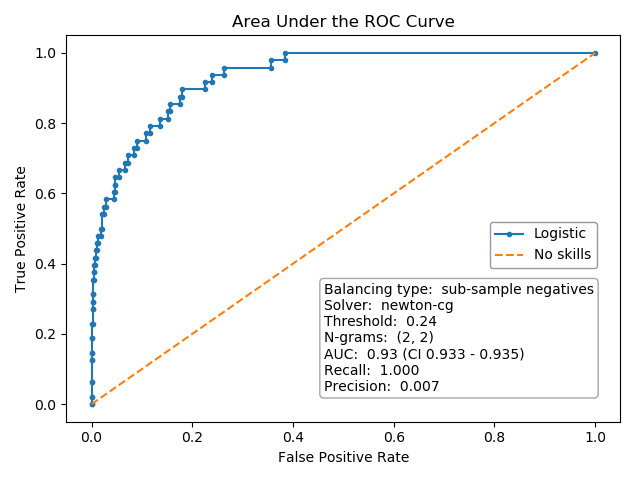 Area Under the ROC Curve
True Positive Rate
1.0
0.8
0.6
0.4
0.2
0.0
Logistic
No skills
Balancing type:  sub-sample negatives
Solver:  newton-cg
Threshold:  0.24
N-grams:  (2, 2)
AUC:  0.93 (CI 0.933 - 0.935)
Recall:  1.000
Precision:  0.007
0.0 0.2 0.4 0.6 0.8 1.0
False Positive Rate